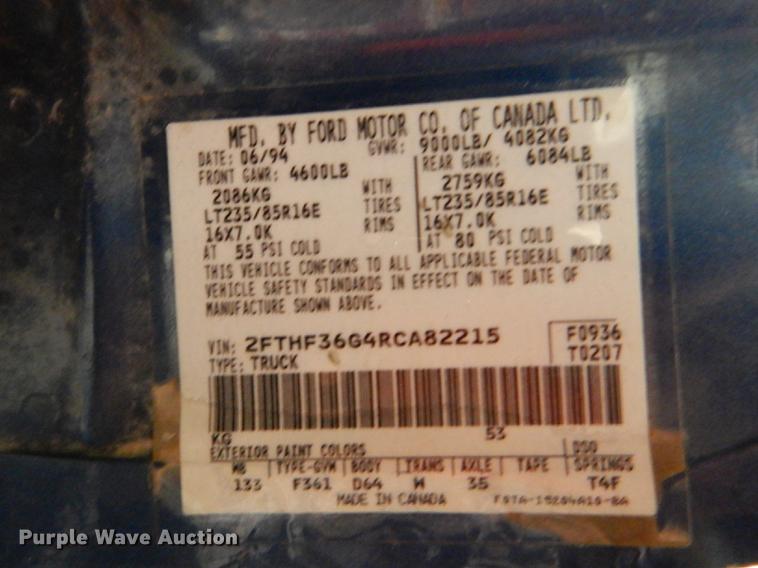 MFD. BY FORD MOTOR CO. OF CANADA LTD.
DATE: 06/94 GVWR: 9000LB/ 4082KG
FRONT GAWR: 4600LB REAR GAWR: 6084LB
2086KG WITH 2759KG WITH
LT235/85R16E TIRES LT235/85R16E TIRES
16X7.0K RIMS 16X7.0K RIMS
AT 55 PSI COLD AT 80 PSI COLD
THIS VEHICLE CONFORMS TO ALL APPLICABLE FEDERAL MOTOR
VEHICLE SAFETY STANDARDS IN EFFECT ON THE DATE OF
MANUFACTURE SHOWN ABOVE.
VIN: 2FTHF36G4RCA82215 F0936
TYPE: TRUCK T0207
KG 53
EXTERIOR PAINT COLORS DSO
WB TYPE-GVW BODY TRANS AXLE TAPE SPRINGS
133 F361 D64 W 35 T4F
MADE IN CANADA F07A-15204A10-BA
Purple Wave Auction